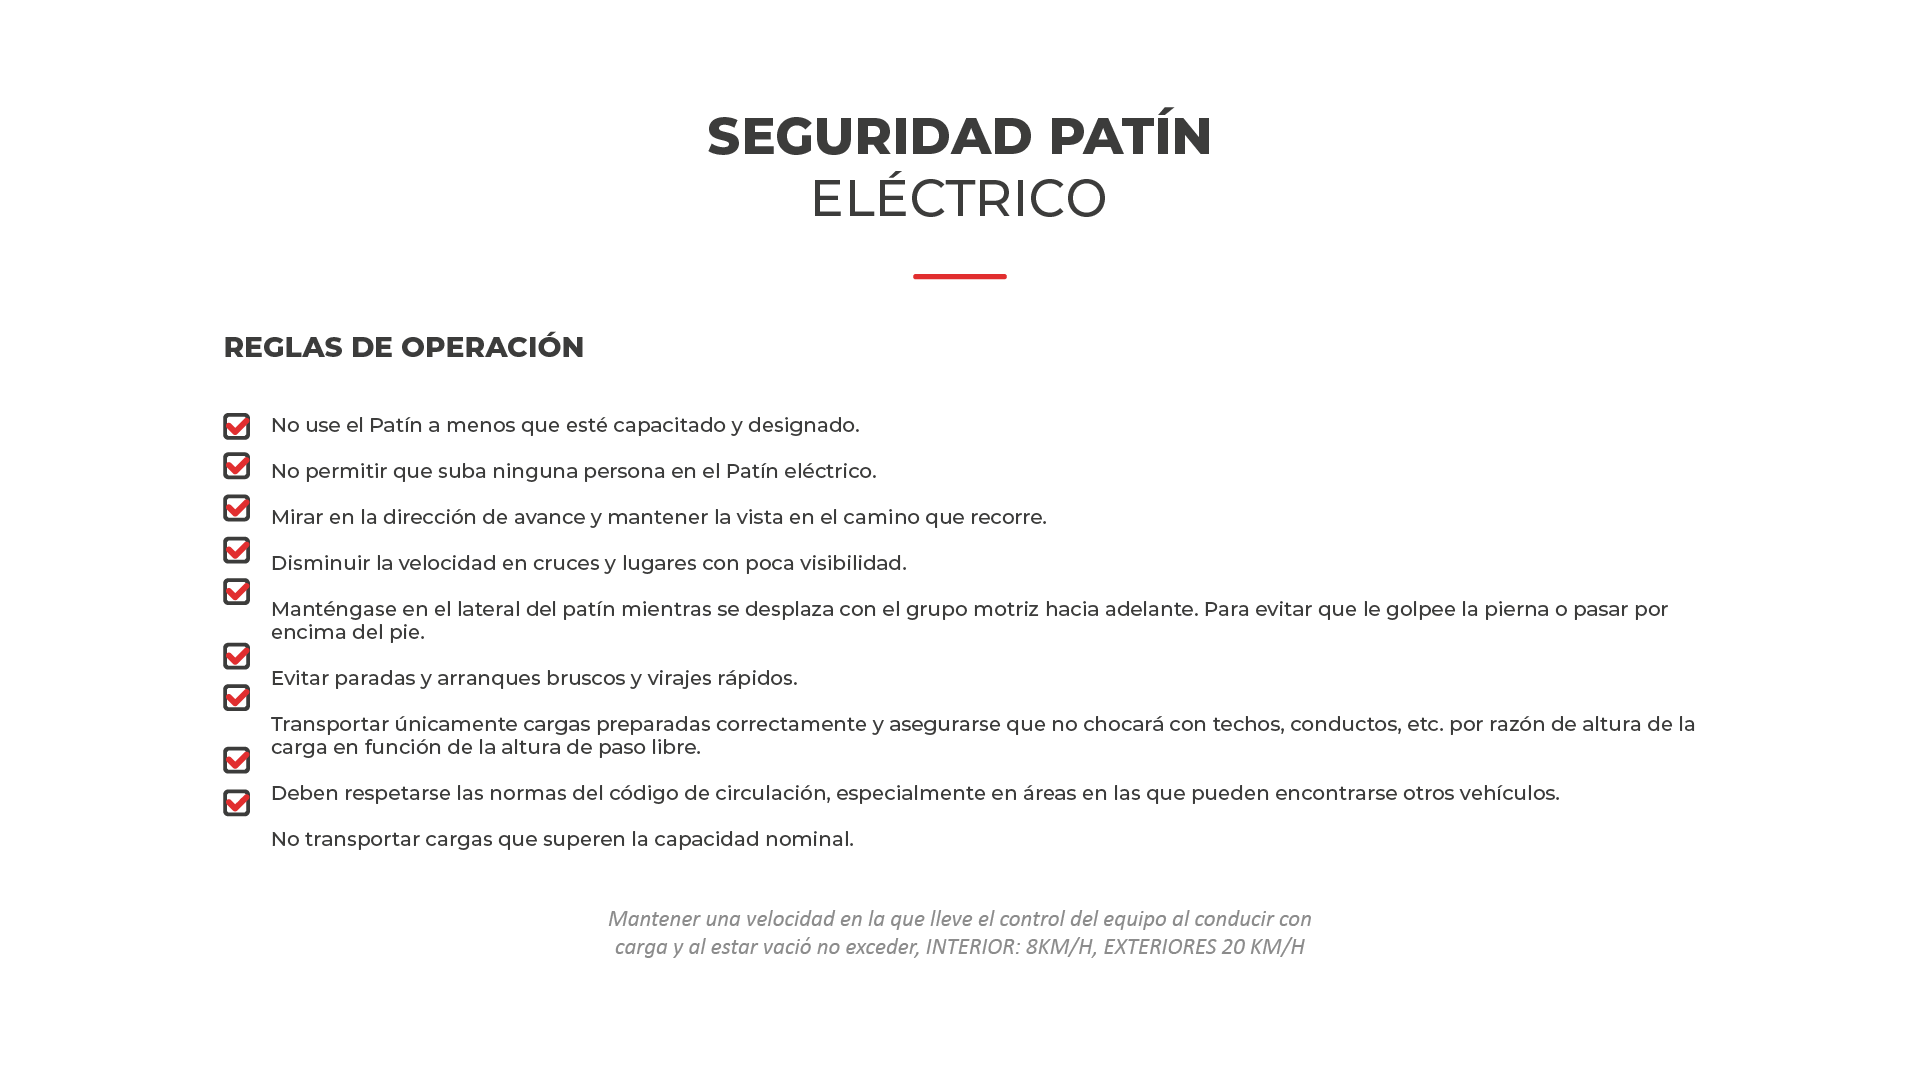 SEGURIDAD PATÍN
ELÉCTRICO
REGLAS DE OPERACIÓN
No use el Patín a menos que esté capacitado y designado.
No permitir que suba ninguna persona en el Patín eléctrico.
Mirar en la dirección de avance y mantener la vista en el camino que recorre.
Disminuir la velocidad en cruces y lugares con poca visibilidad.
Manténgase en el lateral del patín mientras se desplaza con el grupo motriz hacia adelante. Para evitar que le golpee la pierna o pasar por
encima del pie.
Evitar paradas y arranques bruscos y virajes rápidos.
Transportar únicamente cargas preparadas correctamente y asegurarse que no chocará con techos, conductos, etc. por razón de altura de la
carga en función de la altura de paso libre.
Deben respetarse las normas del código de circulación, especialmente en áreas en las que pueden encontrarse otros vehículos.
No transportar cargas que superen la capacidad nominal.
Mantener una velocidad en la que lleve el control del equipo al conducir con
carga y al estar vació no exceder, INTERIOR: 8KM/H, EXTERIORES 20 KM/H